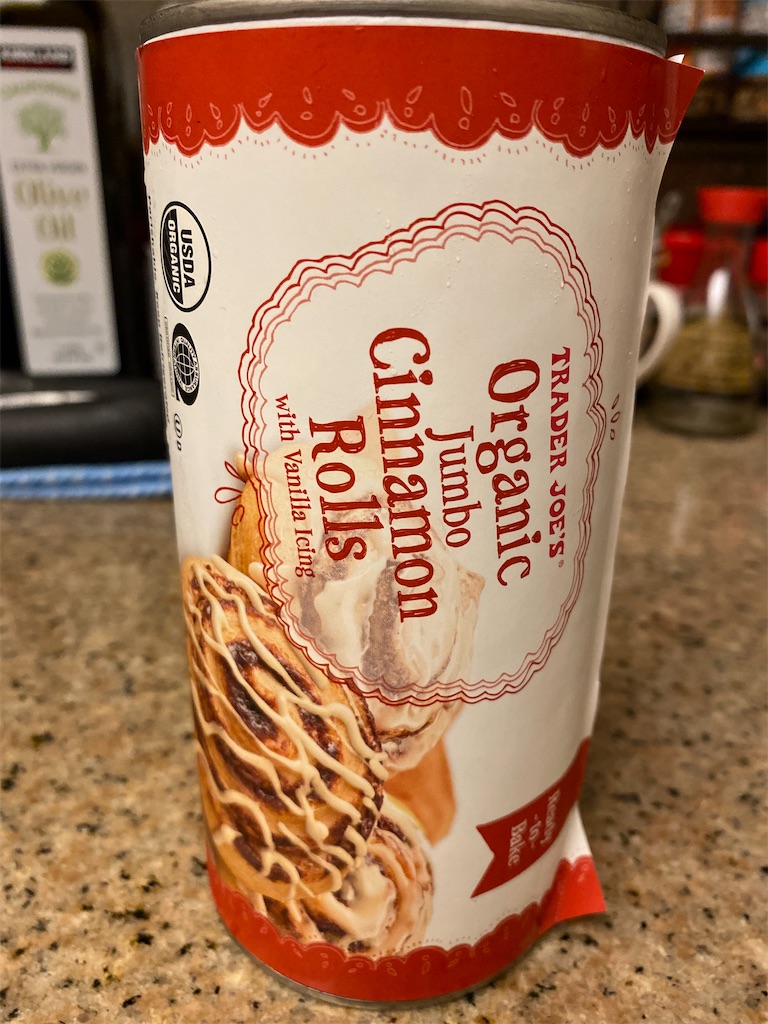 TRADER JOE'S®
Organic
Jumbo
Cinnamon
Rolls
with Vanilla Icing
Ready
-to-
Bake
USDA
ORGANIC
KIRKLAND
Olive
Oil